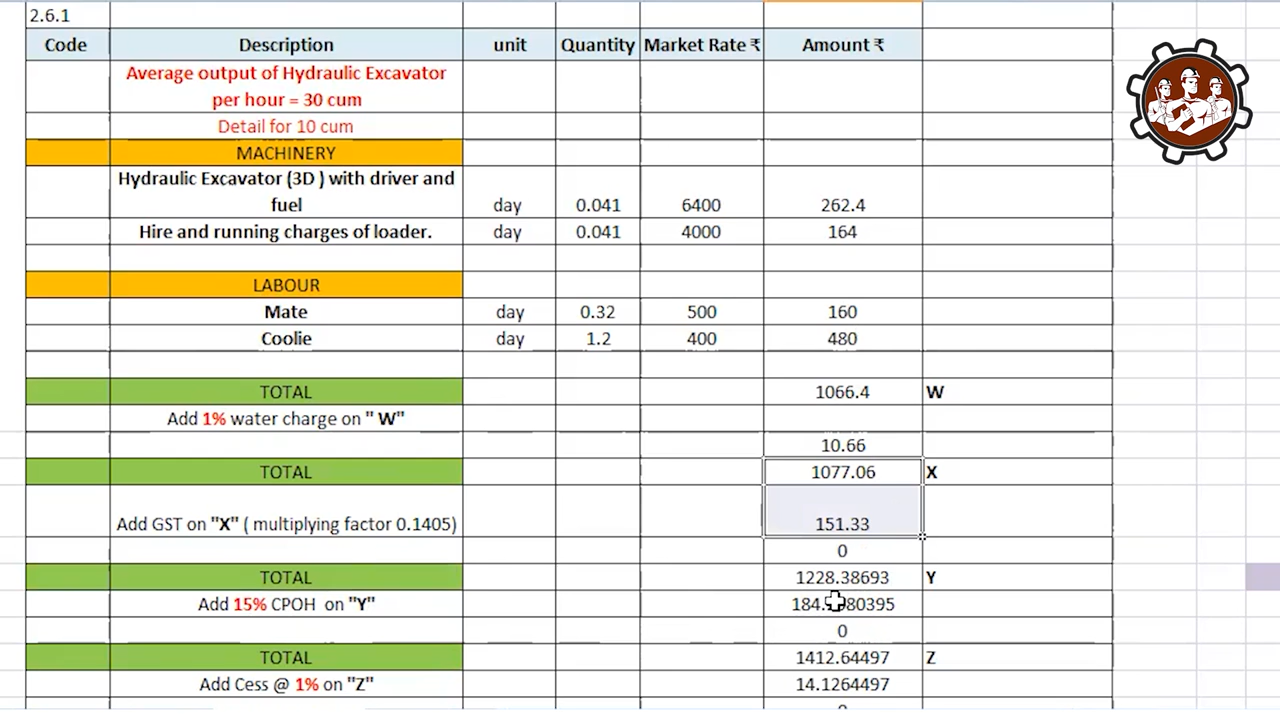 2.6.1
Code Description unit Quantity Market Rate ₹ Amount ₹
Average output of Hydraulic Excavator
per hour = 30 cum
Detail for 10 cum
MACHINERY
Hydraulic Excavator (3D ) with driver and
fuel day 0.041 6400 262.4
Hire and running charges of loader. day 0.041 4000 164
LABOUR
Mate day 0.32 500 160
Coolie day 1.2 400 480
TOTAL 1066.4 W
Add 1% water charge on " W"
10.66
TOTAL 1077.06 X
Add GST on "X" ( multiplying factor 0.1405) 151.33
0
TOTAL 1228.38693 Y
Add 15% CPOH on "Y"
0
TOTAL 1412.64497 Z
Add Cess @ 1% on "Z" 14.1264497